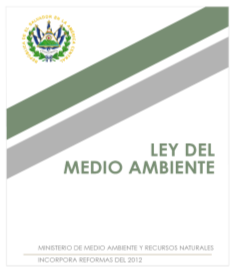 LEY DEL
MEDIO AMBIENTE
MINISTERIO DE MEDIO AMBIENTE Y RECURSOS NATURALES
INCORPORA REFORMAS DEL 2012